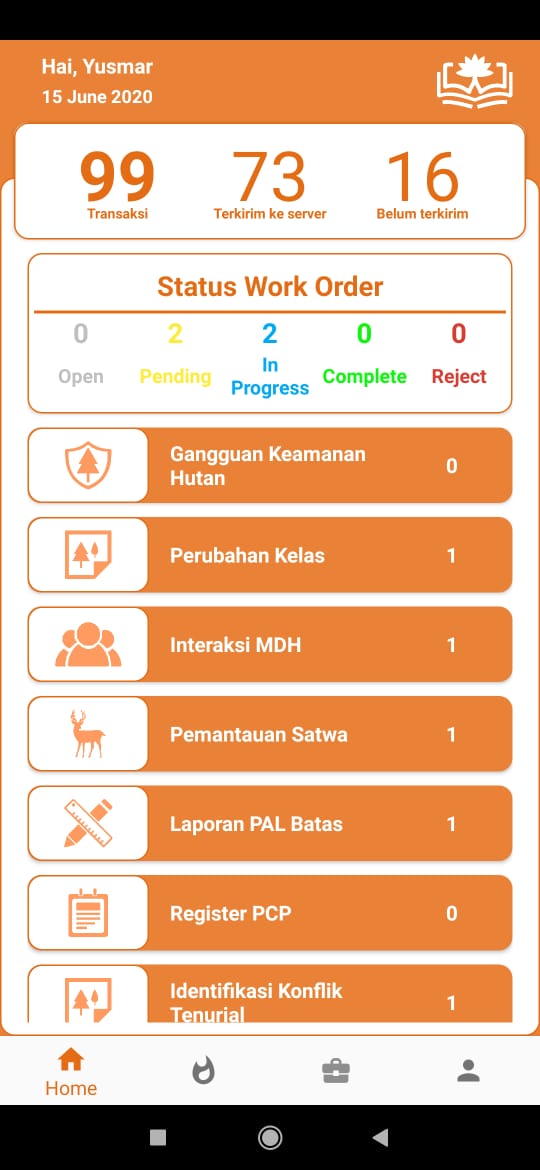 Hai, Yusmar
15 June 2020
99 73 16
Transaksi Terkirim ke server Belum terkirim
Status Work Order
0 2 2 0 0
Open Pending In Progress Complete Reject
Gangguan Keamanan
Hutan 0
Perubahan Kelas 1
Interaksi MDH 1
Pemantauan Satwa 1
Laporan PAL Batas 1
Register PCP 0
Identifikasi Konflik
Tenurial 1
Home